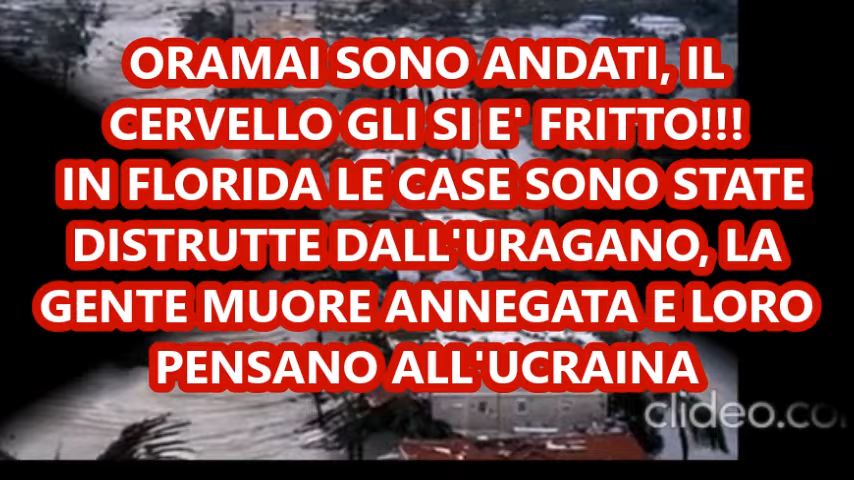 ORAMAI SONO ANDATI, IL
CERVELLO GLI SI E' FRITTO!!!
IN FLORIDA LE CASE SONO STATE
DISTRUTTE DALL'URAGANO, LA
GENTE MUORE ANNEGATA E LORO
PENSANO ALL'UCRAINA
clideo.co